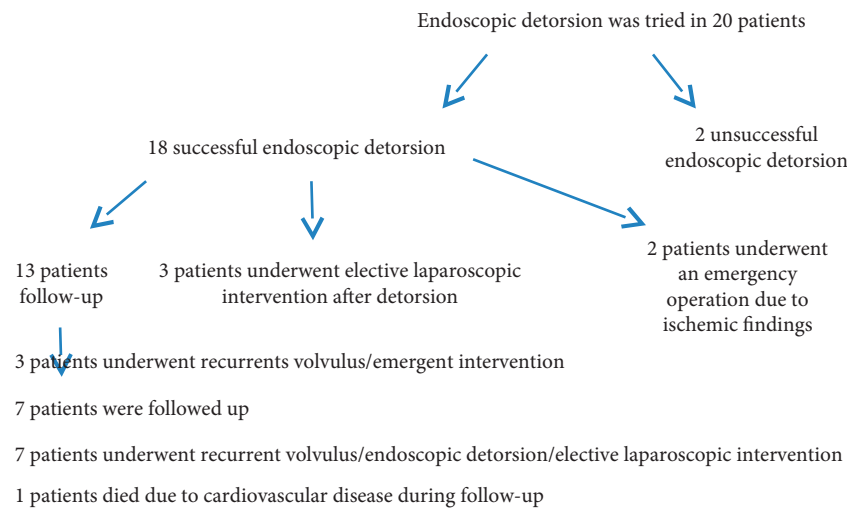 Endoscopic detorsion was tried in 20 patients
18 successful endoscopic detorsion
2 unsuccessful
endoscopic detorsion
13 patients
follow-up
3 patients underwent elective laparoscopic
intervention after detorsion
2 patients underwent
an emergency
operation due to
ischemic findings
3 patients underwent recurrents volvulus/emergent intervention
7 patients were followed up
7 patients underwent recurrent volvulus/endoscopic detorsion/elective laparoscopic intervention
1 patients died due to cardiovascular disease during follow-up